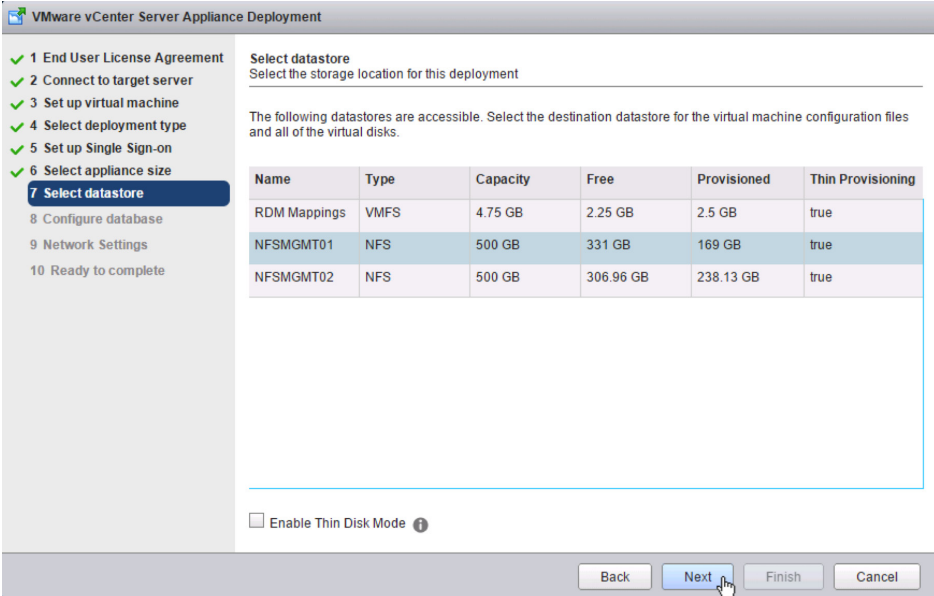 VMware vCenter Server Appliance Deployment
1 End User License Agreement
2 Connect to target server
3 Set up virtual machine
4 Select deployment type
5 Set up Single Sign-on
6 Select appliance size
7 Select datastore
8 Configure database
9 Network Settings
10 Ready to complete
Select datastore
Select the storage location for this deployment
The following datastores are accessible. Select the destination datastore for the virtual machine configuration files
and all of the virtual disks.
Name Type Capacity Free Provisioned Thin Provisioning
RDM Mappings VMFS 4.75 GB 2.25 GB 2.5 GB true
NFSMGMT01 NFS 500 GB 331 GB 169 GB true
NFSMGMT02 NFS 500 GB 306.96 GB 238.13 GB true
Enable Thin Disk Mode
Back Next Finish Cancel